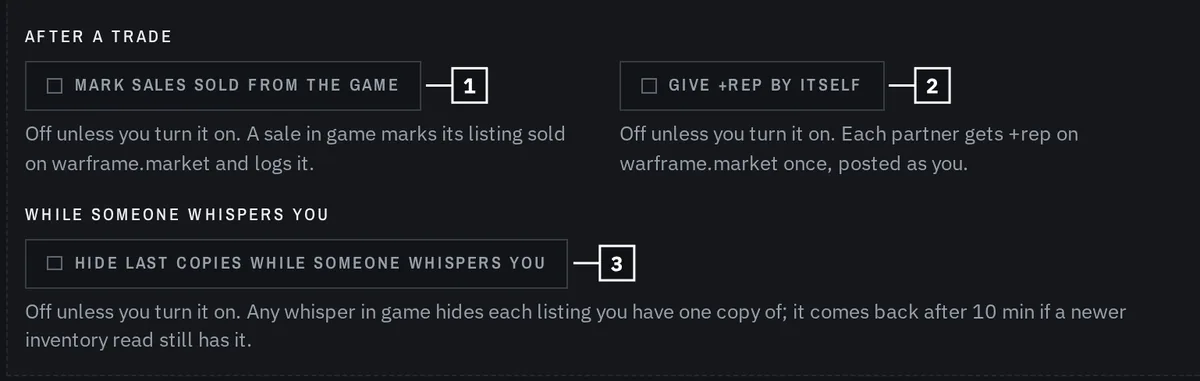 AFTER A TRADE
MARK SALES SOLD FROM THE GAME
1
Off unless you turn it on. A sale in game marks its listing sold
on warframe.market and logs it.
GIVE +REP BY ITSELF
2
Off unless you turn it on. Each partner gets +rep on
warframe.market once, posted as you.
WHILE SOMEONE WHISPERS YOU
HIDE LAST COPIES WHILE SOMEONE WHISPERS YOU
3
Off unless you turn it on. Any whisper in game hides each listing you have one copy of; it comes back after 10 min if a newer
inventory read still has it.